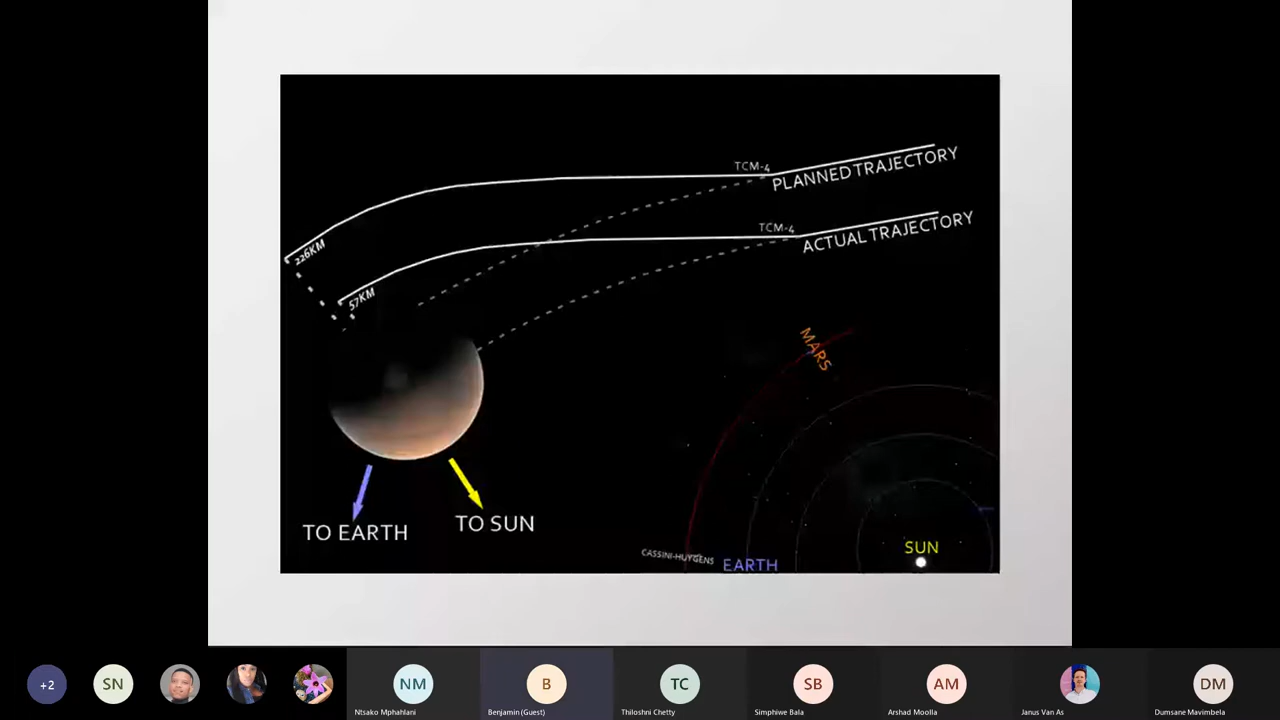 TCM-4
PLANNED TRAJECTORY
TCM-4
ACTUAL TRAJECTORY
226KM
57KM
MARS
TO EARTH
TO SUN
CASSINI-HUYGENS
EARTH
SUN
+2
SN
NM
Ntsako Mphahlani
B
Benjamin (Guest)
TC
Thiloshni Chetty
SB
Simphiwe Bala
AM
Arshad Moolla
Janus Van As
DM
Dumsane Mavimbela